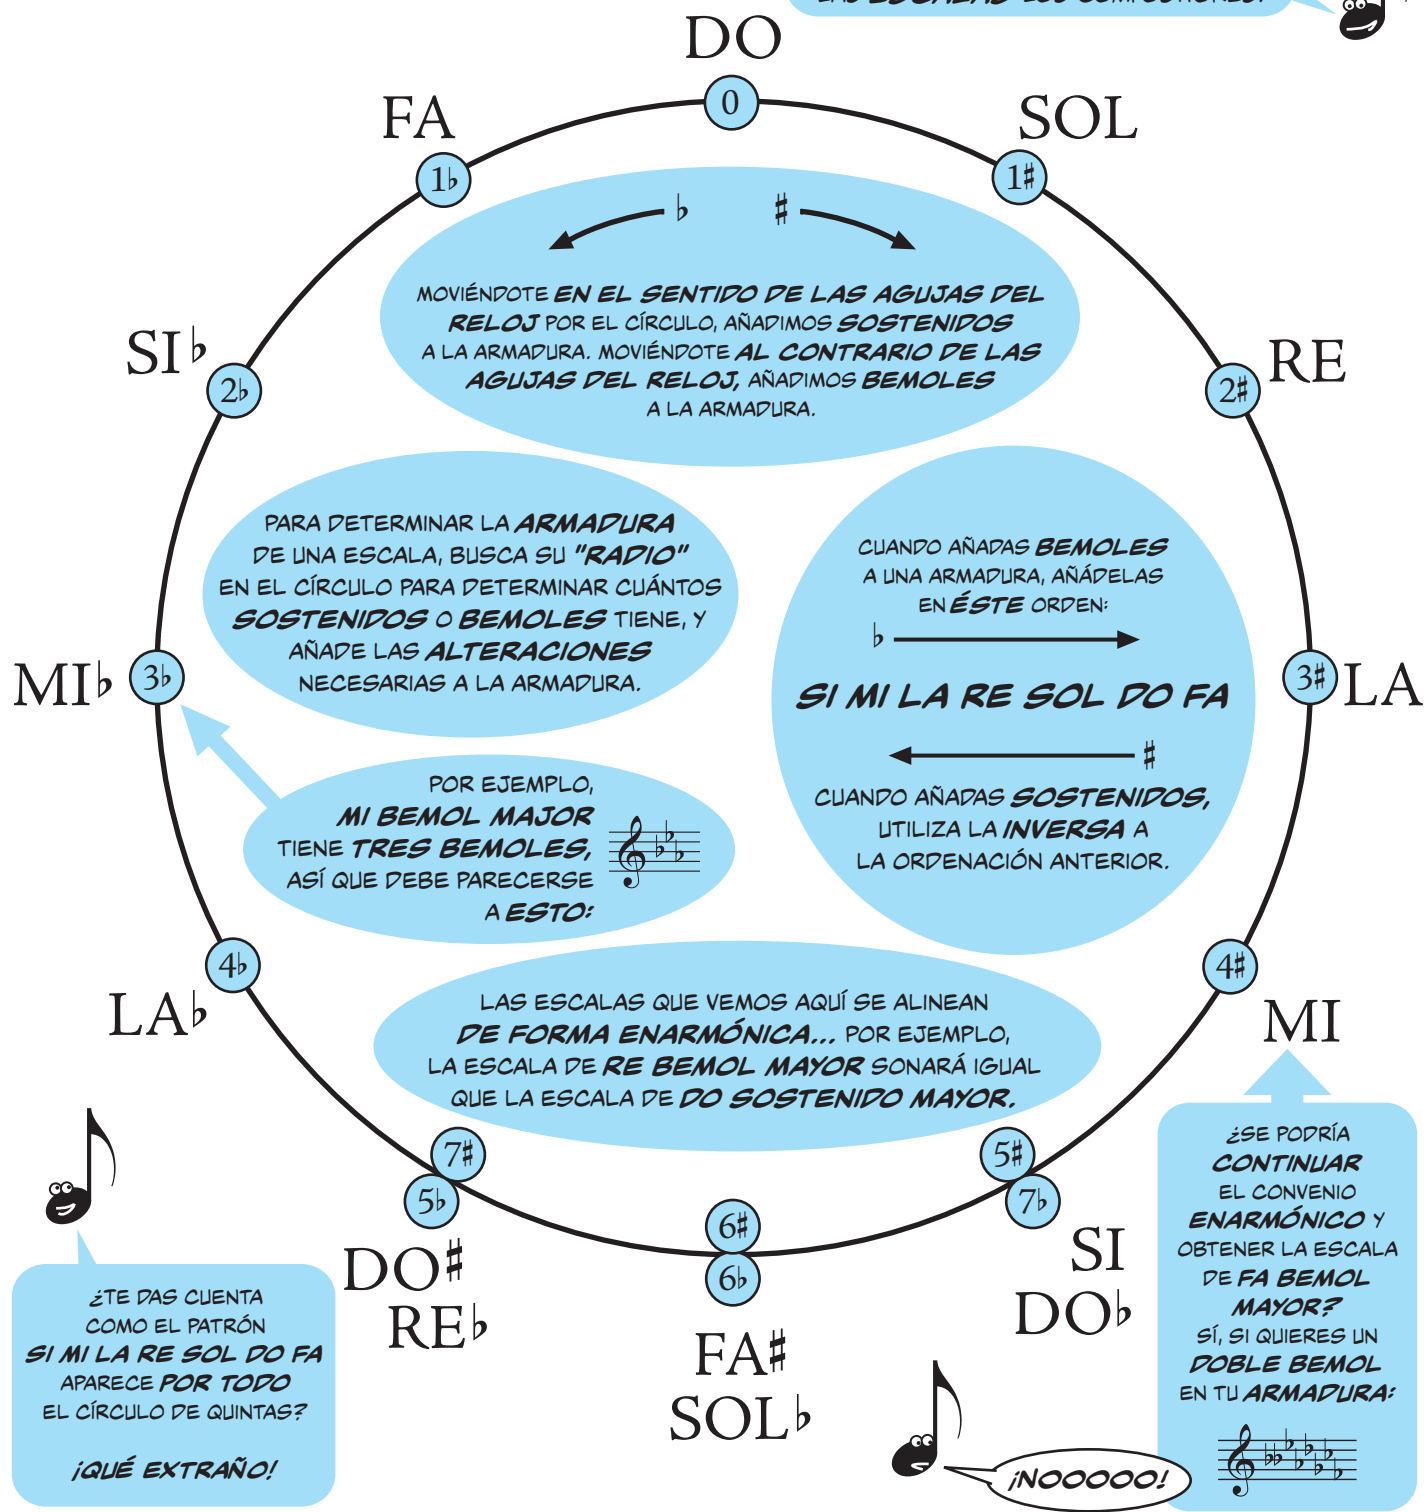 DO
0
FA
1♭
SOL
1♯
♭ ♯
MOVIÉNDOTE EN EL SENTIDO DE LAS AGUJAS DEL
RELOJ POR EL CÍRCULO, AÑADIMOS SOSTENIDOS
A LA ARMADURA. MOVIÉNDOTE AL CONTRARIO DE LAS
AGUJAS DEL RELOJ, AÑADIMOS BEMOLES
A LA ARMADURA.
SI♭
2♭
RE
2♯
PARA DETERMINAR LA ARMADURA
DE UNA ESCALA, BUSCA SU "RADIO"
EN EL CÍRCULO PARA DETERMINAR CUÁNTOS
SOSTENIDOS O BEMOLES TIENE, Y
AÑADE LAS ALTERACIONES
NECESARIAS A LA ARMADURA.
CUANDO AÑADAS BEMOLES
A UNA ARMADURA, AÑÁDELAS
EN ÉSTE ORDEN:
♭
SI MI LA RE SOL DO FA
♯
CUANDO AÑADAS SOSTENIDOS,
UTILIZA LA INVERSA A
LA ORDENACIÓN ANTERIOR.
MI♭
3♭
3♯
LA
POR EJEMPLO,
MI BEMOL MAJOR
TIENE TRES BEMOLES,
ASÍ QUE DEBE PARECERSE
A ESTO:
4♭
LA♭
4♯
MI
LAS ESCALAS QUE VEMOS AQUÍ SE ALINEAN
DE FORMA ENARMÓNICA... POR EJEMPLO,
LA ESCALA DE RE BEMOL MAYOR SONARÁ IGUAL
QUE LA ESCALA DE DO SOSTENIDO MAYOR.
7♯
5♭
DO♯
RE♭
6♯
6♭
FA♯
SOL♭
5♯
7♭
SI
DO♭
¿TE DAS CUENTA
COMO EL PATRÓN
SI MI LA RE SOL DO FA
APARECE POR TODO
EL CÍRCULO DE QUINTAS?
¡QUÉ EXTRAÑO!
¿SE PODRÍA
CONTINUAR
EL CONVENIO
ENARMÓNICO Y
OBTENER LA ESCALA
DE FA BEMOL
MAYOR?
SÍ, SI QUIERES UN
DOBLE BEMOL
EN TU ARMADURA:
¡NOOOOO!